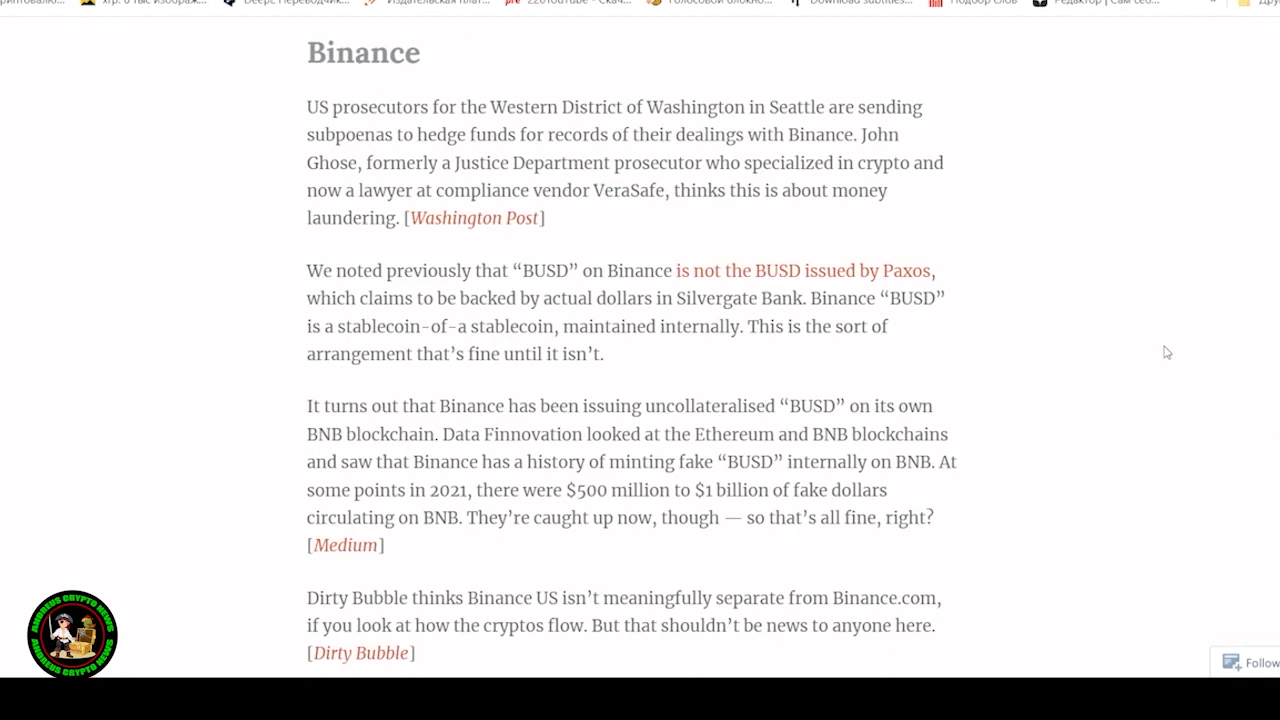 Binance
US prosecutors for the Western District of Washington in Seattle are sending
subpoenas to hedge funds for records of their dealings with Binance. John
Ghose, formerly a Justice Department prosecutor who specialized in crypto and
now a lawyer at compliance vendor VeraSafe, thinks this is about money
laundering. [Washington Post]
We noted previously that “BUSD” on Binance is not the BUSD issued by Paxos,
which claims to be backed by actual dollars in Silvergate Bank. Binance “BUSD”
is a stablecoin-of-a stablecoin, maintained internally. This is the sort of
arrangement that’s fine until it isn’t.
It turns out that Binance has been issuing uncollateralised “BUSD” on its own
BNB blockchain. Data Finnovation looked at the Ethereum and BNB blockchains
and saw that Binance has a history of minting fake “BUSD” internally on BNB. At
some points in 2021, there were $500 million to $1 billion of fake dollars
circulating on BNB. They’re caught up now, though — so that’s all fine, right?
[Medium]
Dirty Bubble thinks Binance US isn’t meaningfully separate from Binance.com,
if you look at how the cryptos flow. But that shouldn’t be news to anyone here.
[Dirty Bubble]
ANDREUS CRYPTO NEWS
ANDREUS CRYPTO NEWS
Follow